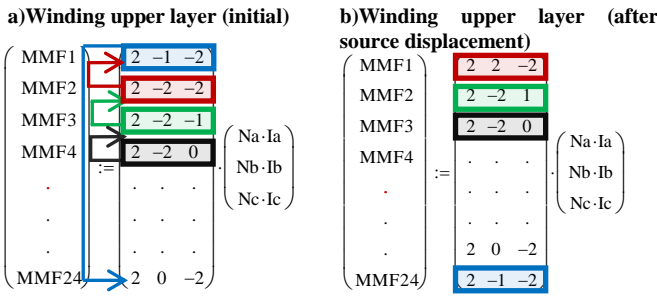 a)Winding upper layer (initial)
MMF1
MMF2
MMF3
MMF4
.
.
.
MMF24
:=
2 −1 −2
2 −2 −2
2 −2 −1
2 −2 0
. . .
. . .
. . .
2 0 −2
·
Na·Ia
Nb·Ib
Nc·Ic
b)Winding upper layer (after
source displacement)
MMF1
MMF2
MMF3
MMF4
.
.
.
MMF24
:=
2 2 −2
2 −2 1
2 −2 0
. . .
. . .
. . .
2 0 −2
2 −1 −2
·
Na·Ia
Nb·Ib
Nc·Ic